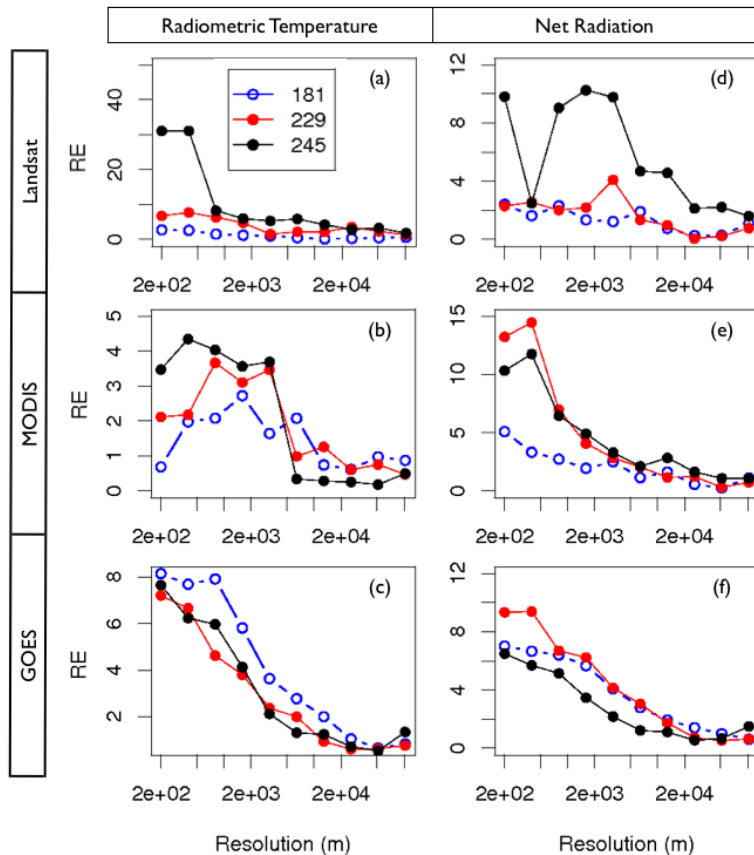 Radiometric Temperature Net Radiation
Landsat
MODIS
GOES
(a)
RE
0 20 40
181
229
245
2e+02 2e+03 2e+04
(d)
0 4 8 12
2e+02 2e+03 2e+04
(b)
RE
0 1 2 3 4 5
2e+02 2e+03 2e+04
(e)
0 5 10 15
2e+02 2e+03 2e+04
(c)
RE
2 4 6 8
2e+02 2e+03 2e+04
Resolution (m)
(f)
0 4 8 12
2e+02 2e+03 2e+04
Resolution (m)